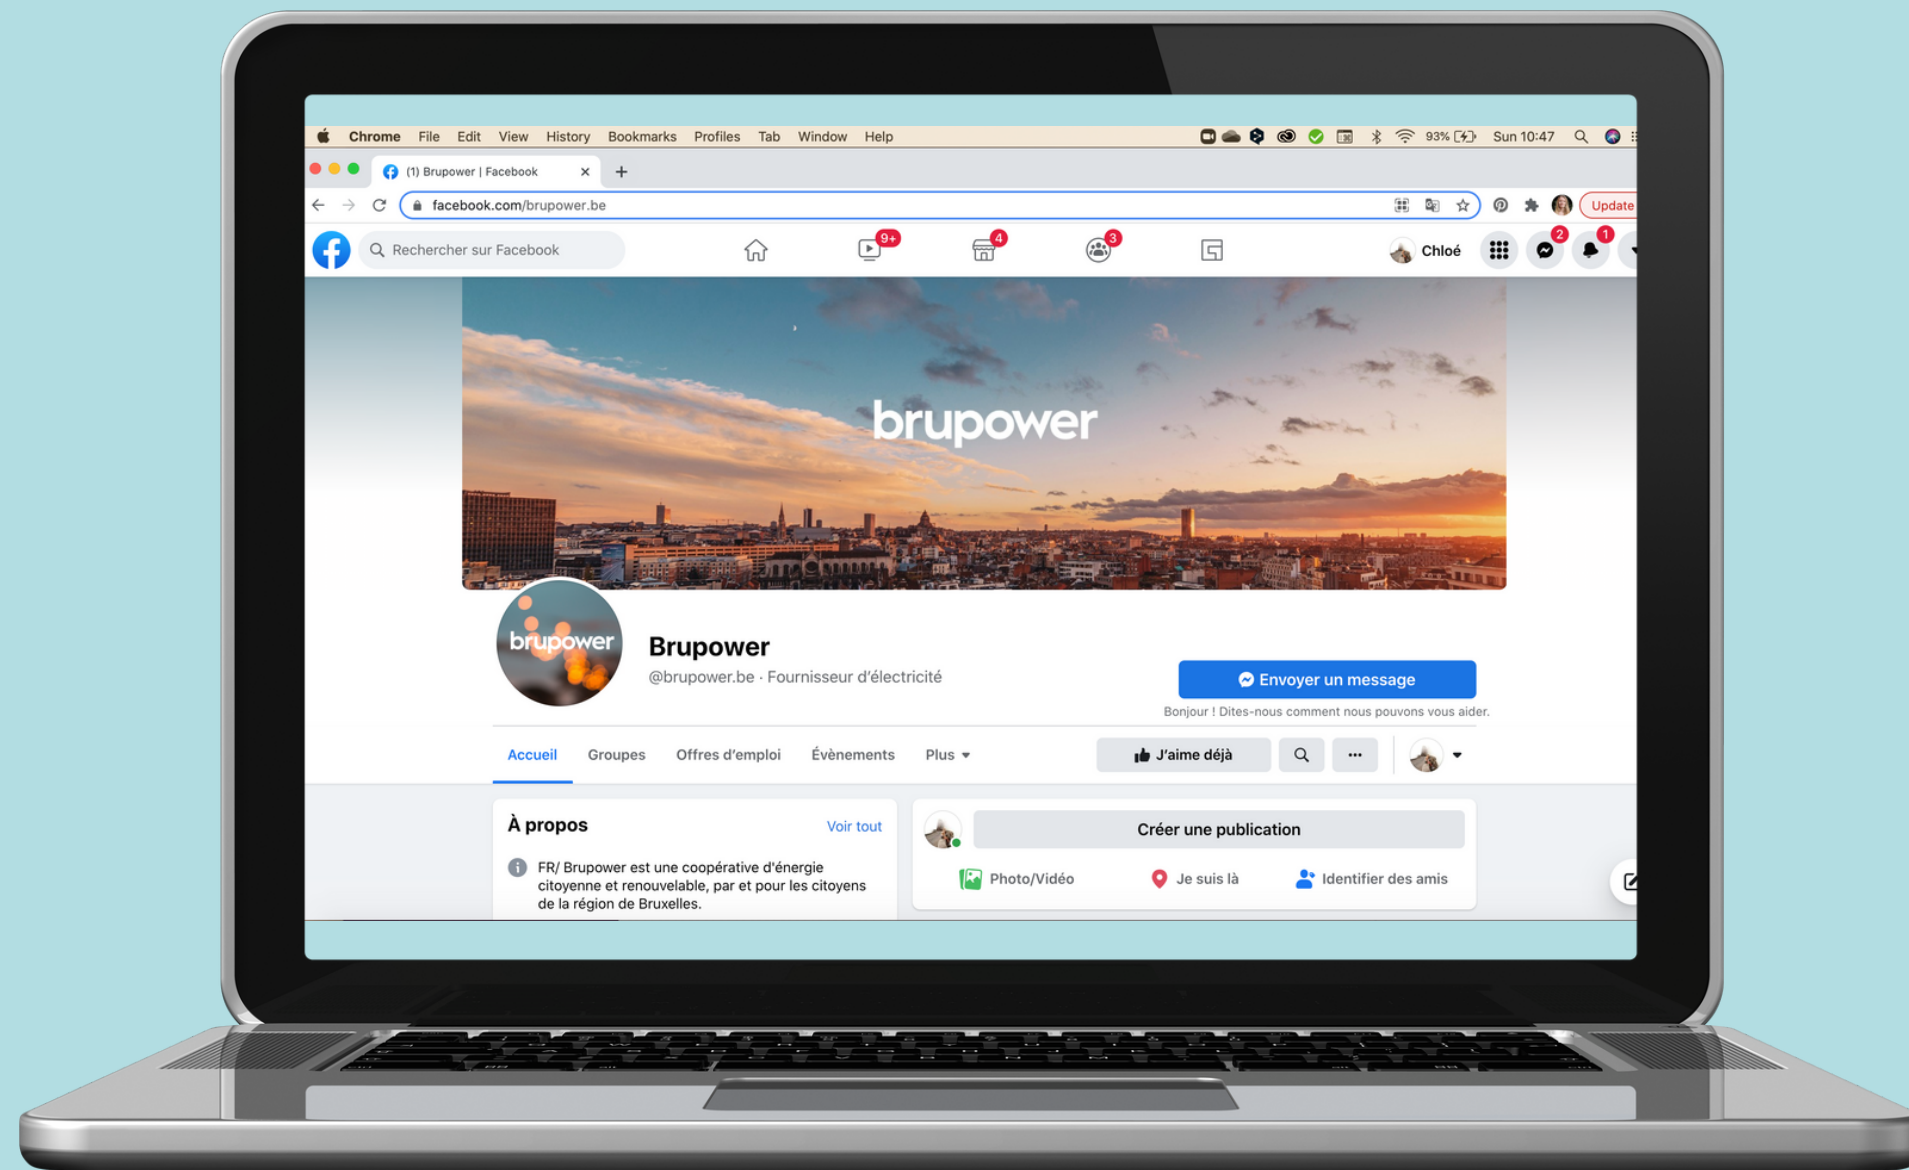 Chrome File Edit View History Bookmarks Profiles Tab Window Help 93% Sun 10:47
(1) Brupower | Facebook
facebook.com/brupower.be
Update
Rechercher sur Facebook
9+
4
3
Chloé
2
1
brupower
brupower
Brupower
@brupower.be · Fournisseur d'électricité
Envoyer un message
Bonjour ! Dites-nous comment nous pouvons vous aider.
Accueil Groupes Offres d'emploi Évènements Plus
J'aime déjà
À propos
Voir tout
FR/ Brupower est une coopérative d'énergie
citoyenne et renouvelable, par et pour les citoyens
de la région de Bruxelles.
Créer une publication
Photo/Vidéo Je suis là Identifier des amis